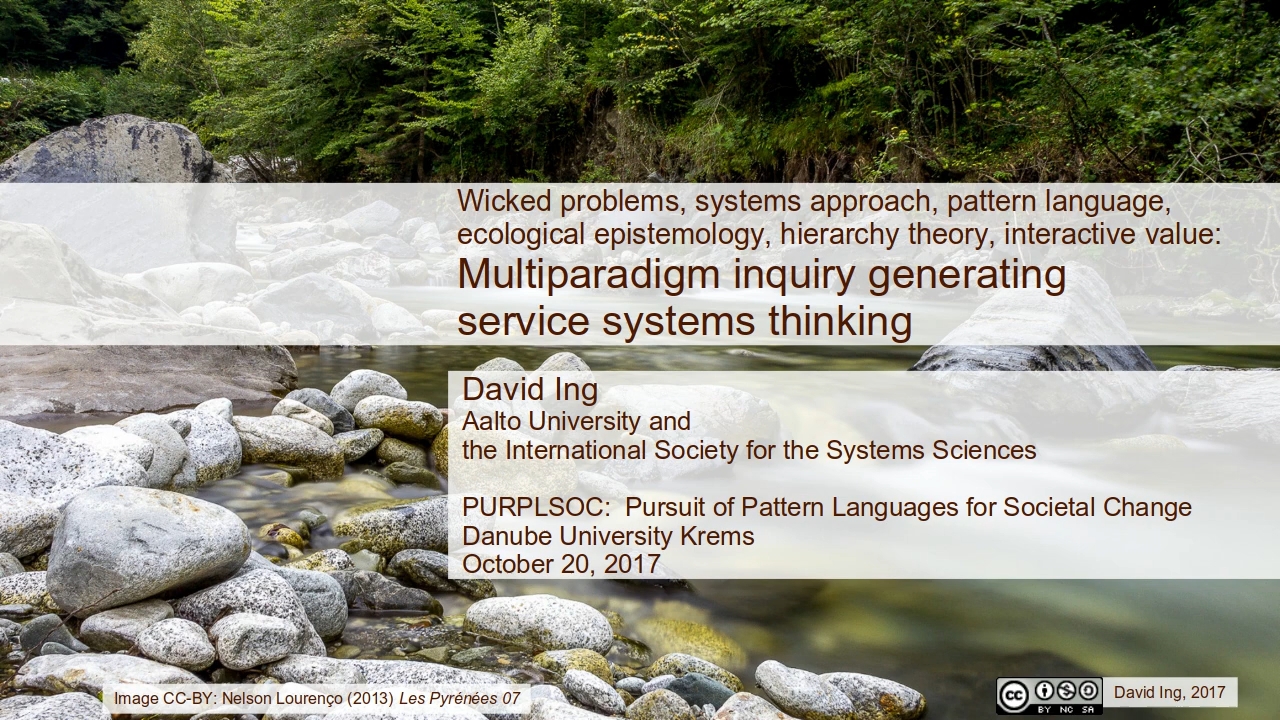 Wicked problems, systems approach, pattern language,
ecological epistemology, hierarchy theory, interactive value:
Multiparadigm inquiry generating
service systems thinking
David Ing
Aalto University and
the International Society for the Systems Sciences
PURPLSOC:  Pursuit of Pattern Languages for Societal Change
Danube University Krems
October 20, 2017
Image CC-BY: Nelson Lourenço (2013) Les Pyrénées 07
cc BY NC SA
David Ing, 2017